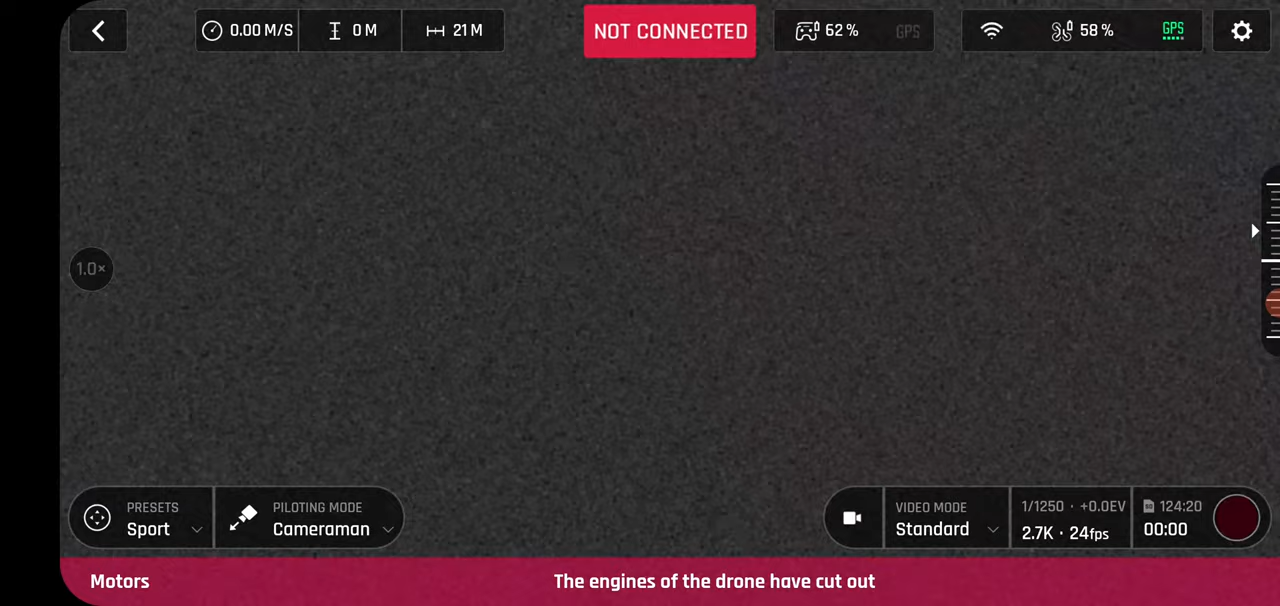 0.00 M/S
0 M
21 M
NOT CONNECTED
62 %
GPS
58 %
GPS
1.0×
PRESETS
Sport
PILOTING MODE
Cameraman
VIDEO MODE
Standard
1/1250 · +0.0EV
2.7K · 24fps
124:20
00:00
Motors
The engines of the drone have cut out